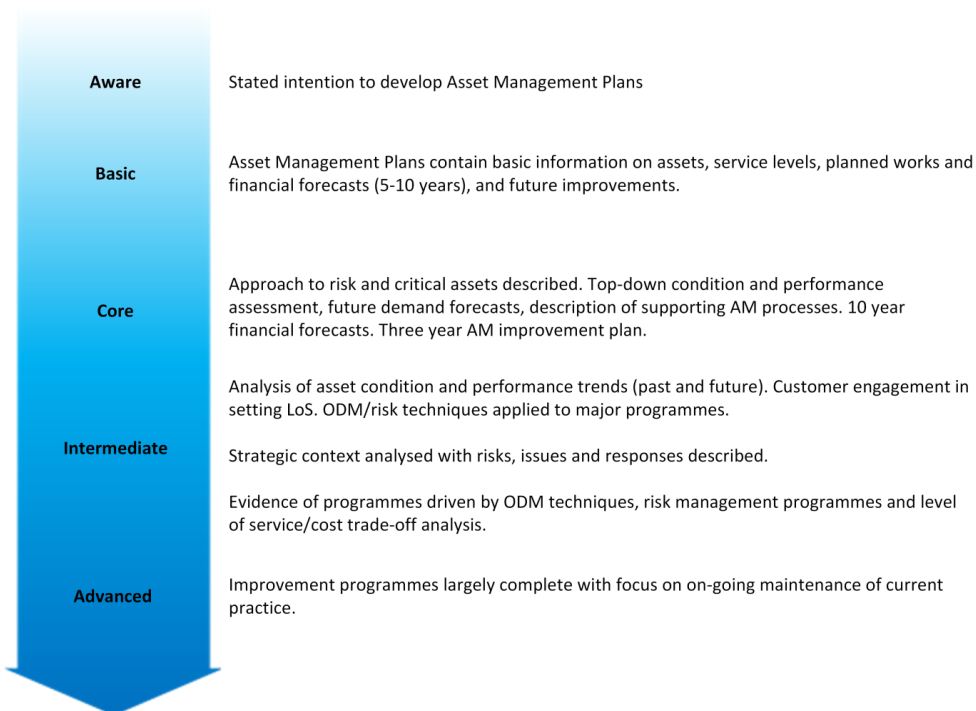 Aware
Stated intention to develop Asset Management Plans
Basic
Asset Management Plans contain basic information on assets, service levels, planned works and
financial forecasts (5-10 years), and future improvements.
Core
Approach to risk and critical assets described. Top-down condition and performance
assessment, future demand forecasts, description of supporting AM processes. 10 year
financial forecasts. Three year AM improvement plan.
Intermediate
Analysis of asset condition and performance trends (past and future). Customer engagement in
setting LoS. ODM/risk techniques applied to major programmes.
Strategic context analysed with risks, issues and responses described.
Evidence of programmes driven by ODM techniques, risk management programmes and level
of service/cost trade-off analysis.
Advanced
Improvement programmes largely complete with focus on on-going maintenance of current
practice.